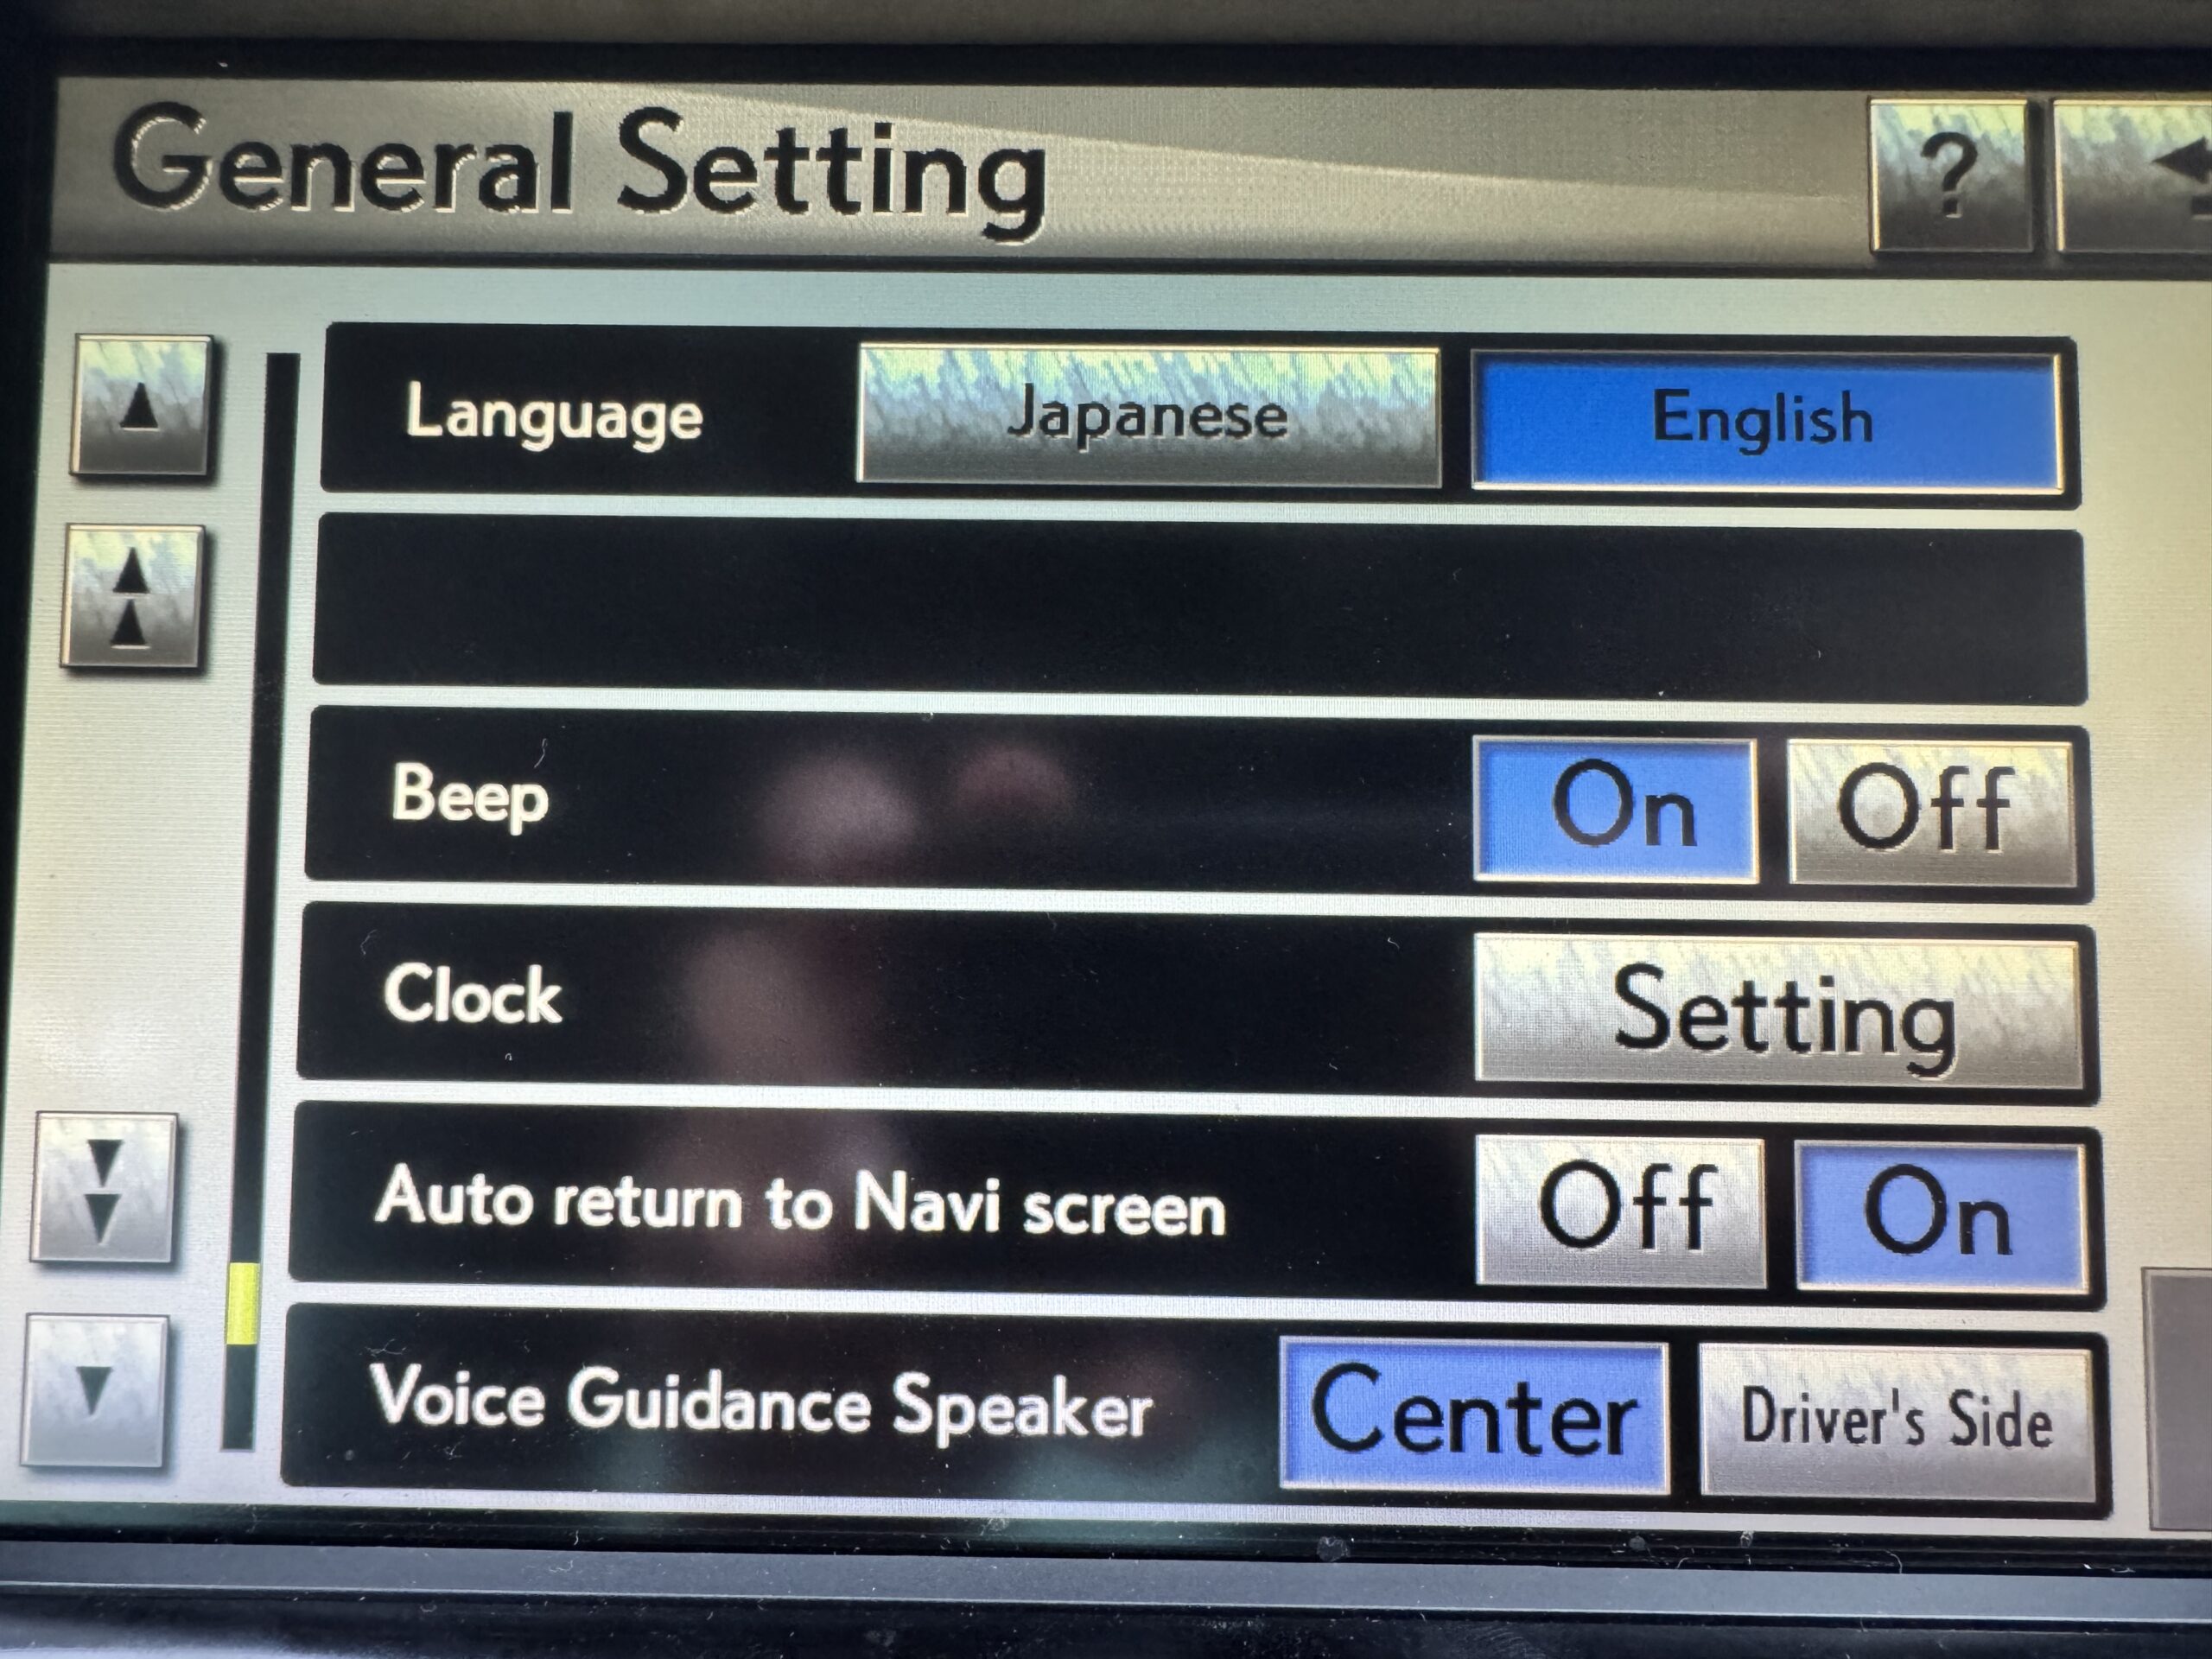 General Setting ?
Language Japanese English
Beep On Off
Clock Setting
Auto return to Navi screen Off On
Voice Guidance Speaker Center Driver's Side